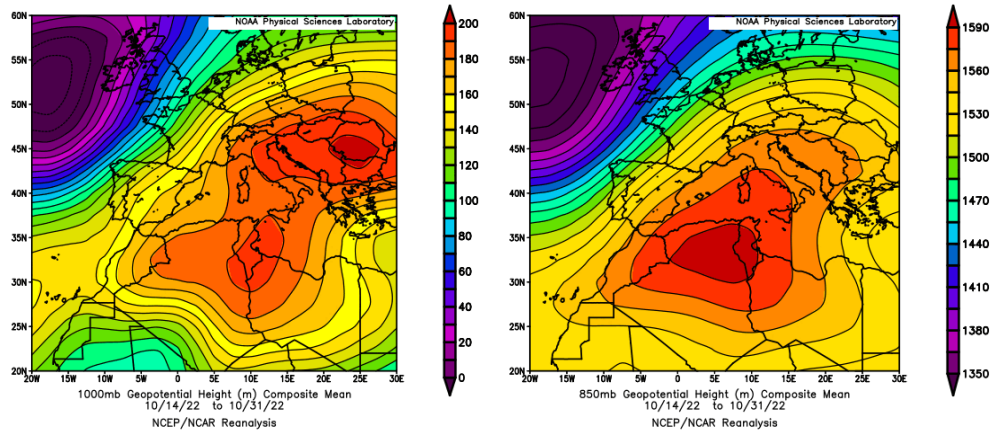 NOAA Physical Sciences Laboratory
60N
55N
50N
45N
40N
35N
30N
25N
20N
20W 15W 10W 5W 0 5E 10E 15E 20E 25E 30E
200
180
160
140
120
100
80
60
40
20
0
1000mb Geopotential Height (m) Composite Mean
10/14/22 to 10/31/22
NCEP/NCAR Reanalysis
NOAA Physical Sciences Laboratory
60N
55N
50N
45N
40N
35N
30N
25N
20N
20W 15W 10W 5W 0 5E 10E 15E 20E 25E 30E
1590
1560
1530
1500
1470
1440
1410
1380
1350
850mb Geopotential Height (m) Composite Mean
10/14/22 to 10/31/22
NCEP/NCAR Reanalysis